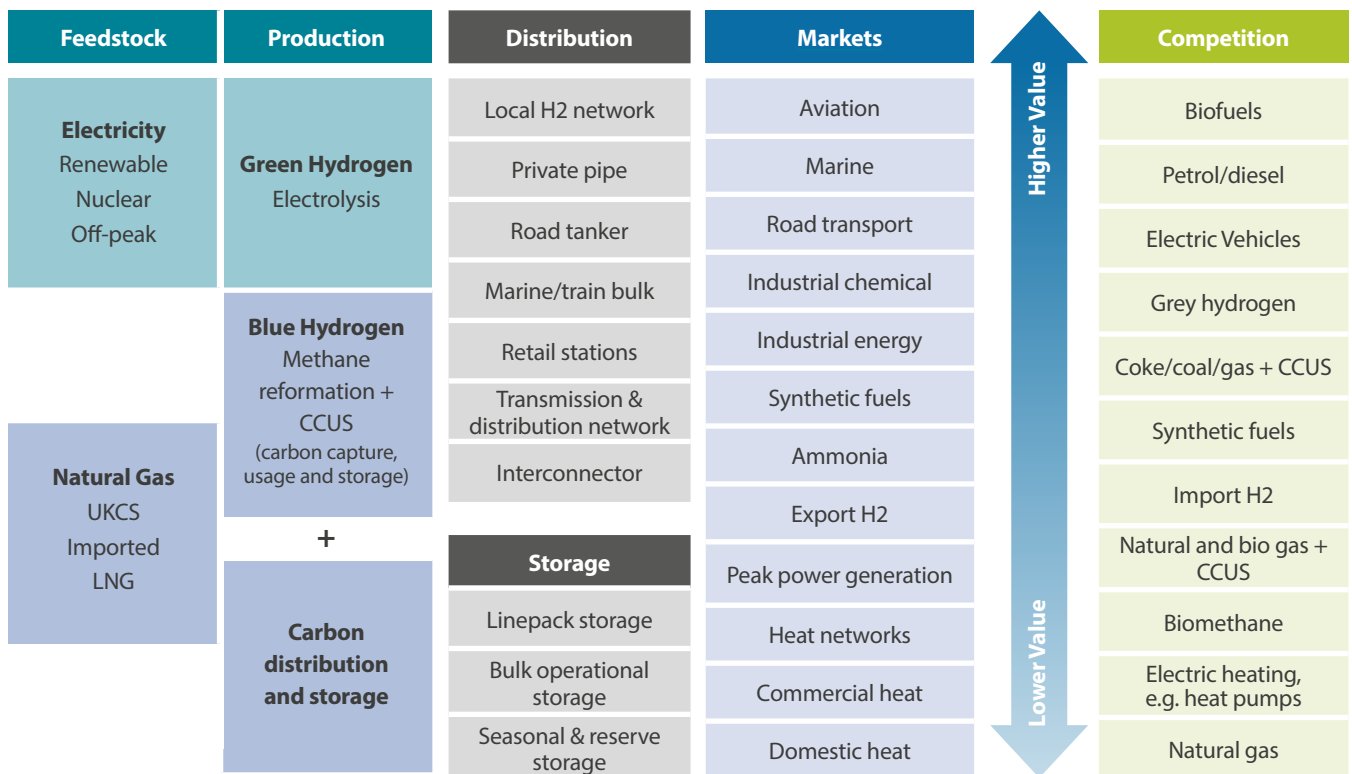 Feedstock
Electricity
Renewable
Nuclear
Off-peak
Natural Gas
UKCS
Imported
LNG
Production
Green Hydrogen
Electrolysis
Blue Hydrogen
Methane
reformation +
CCUS
(carbon capture,
usage and storage)
+
Carbon
distribution
and storage
Distribution
Local H2 network
Private pipe
Road tanker
Marine/train bulk
Retail stations
Transmission &
distribution network
Interconnector
Storage
Linepack storage
Bulk operational
storage
Seasonal & reserve
storage
Markets
Aviation
Marine
Road transport
Industrial chemical
Industrial energy
Synthetic fuels
Ammonia
Export H2
Peak power generation
Heat networks
Commercial heat
Domestic heat
Higher Value
Lower Value
Competition
Biofuels
Petrol/diesel
Electric Vehicles
Grey hydrogen
Coke/coal/gas + CCUS
Synthetic fuels
Import H2
Natural and bio gas +
CCUS
Biomethane
Electric heating,
e.g. heat pumps
Natural gas